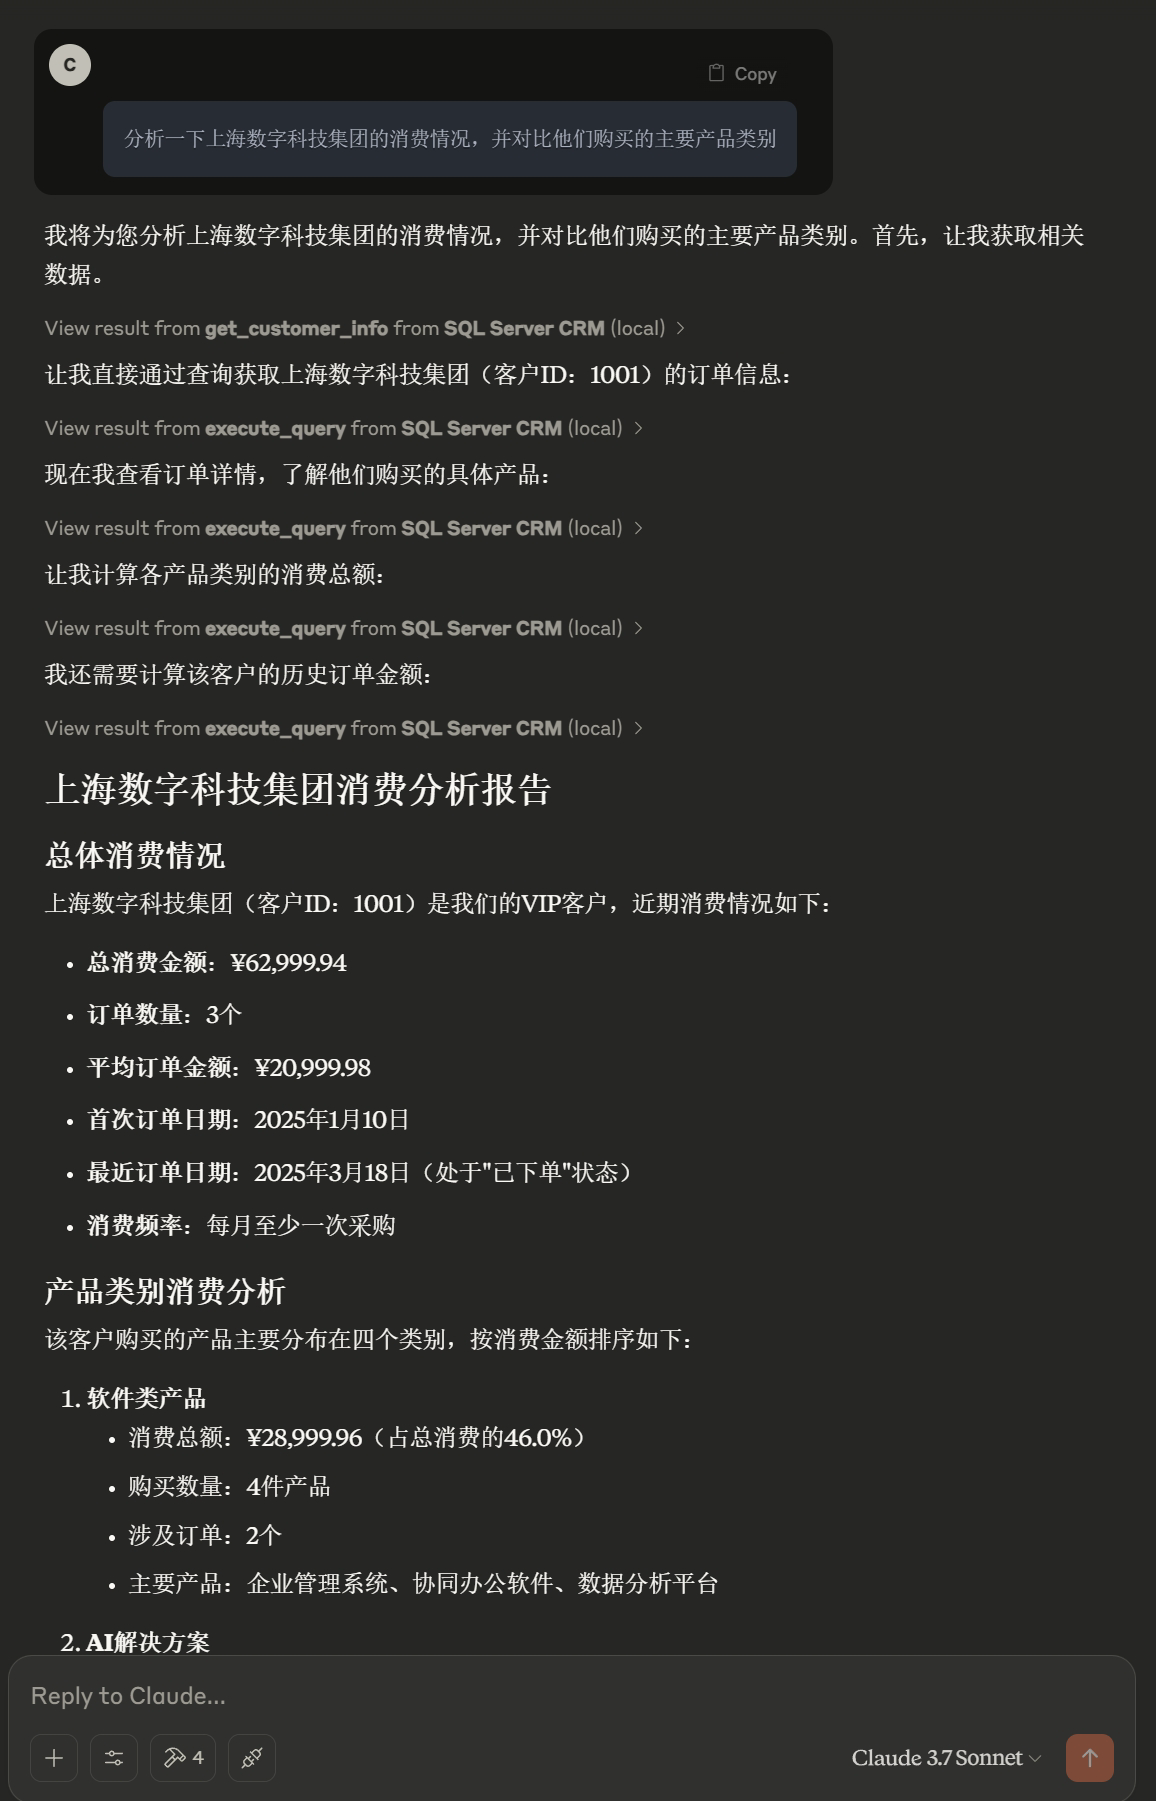 C
Copy
分析一下上海数字科技集团的消费情况，并对比他们购买的主要产品类别
我将为您分析上海数字科技集团的消费情况，并对比他们购买的主要产品类别。首先，让我获取相关
数据。
View result from get_customer_info from SQL Server CRM (local)
让我直接通过查询获取上海数字科技集团（客户ID：1001）的订单信息：
View result from execute_query from SQL Server CRM (local)
现在我查看订单详情，了解他们购买的具体产品：
View result from execute_query from SQL Server CRM (local)
让我计算各产品类别的消费总额：
View result from execute_query from SQL Server CRM (local)
我还需要计算该客户的历史订单金额：
View result from execute_query from SQL Server CRM (local)
上海数字科技集团消费分析报告
总体消费情况
上海数字科技集团（客户ID：1001）是我们的VIP客户，近期消费情况如下：
• 总消费金额：¥62,999.94
• 订单数量：3个
• 平均订单金额：¥20,999.98
• 首次订单日期：2025年1月10日
• 最近订单日期：2025年3月18日（处于"已下单"状态）
• 消费频率：每月至少一次采购
产品类别消费分析
该客户购买的产品主要分布在四个类别，按消费金额排序如下：
1. 软件类产品
• 消费总额：¥28,999.96（占总消费的46.0%）
• 购买数量：4件产品
• 涉及订单：2个
• 主要产品：企业管理系统、协同办公软件、数据分析平台
2. AI解决方案
Reply to Claude...
4
Claude 3.7 Sonnet